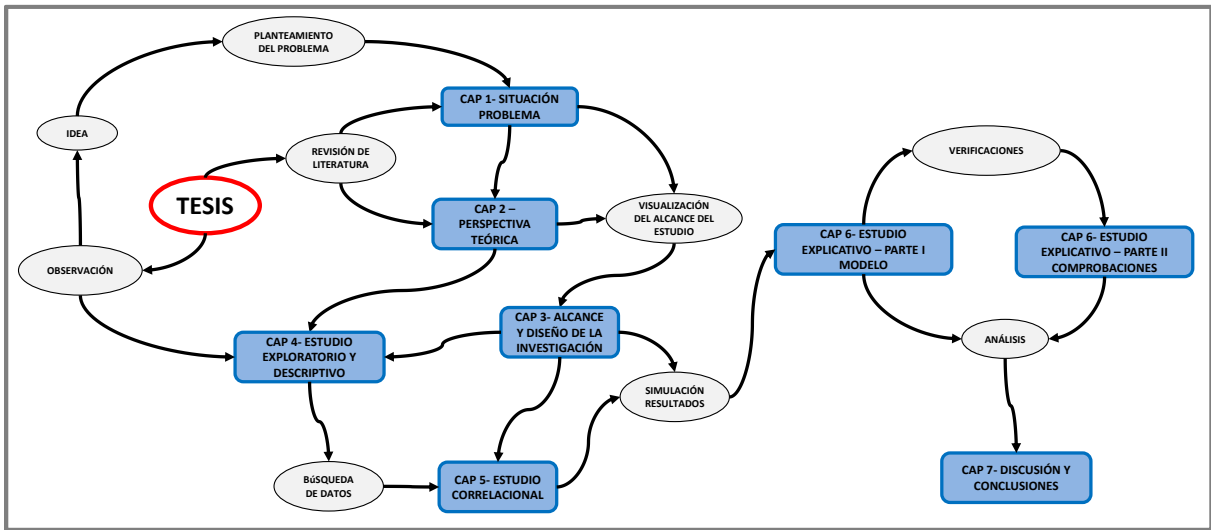 PLANTEAMIENTO
DEL PROBLEMA
CAP 1- SITUACIÓN
PROBLEMA
IDEA
REVISIÓN DE
LITERATURA
VERIFICACIONES
TESIS
CAP 2 –
PERSPECTIVA
TEÓRICA
VISUALIZACIÓN
DEL ALCANCE DEL
ESTUDIO
CAP 6- ESTUDIO
EXPLICATIVO – PARTE I
MODELO
CAP 6- ESTUDIO
EXPLICATIVO – PARTE II
COMPROBACIONES
OBSERVACIÓN
CAP 3- ALCANCE
Y DISEÑO DE LA
INVESTIGACIÓN
CAP 4- ESTUDIO
EXPLORATORIO Y
DESCRIPTIVO
ANÁLISIS
SIMULACIÓN
RESULTADOS
BúSQUEDA
DE DATOS
CAP 5- ESTUDIO
CORRELACIONAL
CAP 7- DISCUSIÓN Y
CONCLUSIONES